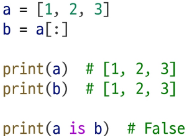 a = [1, 2, 3]
b = a[:]
print(a)  # [1, 2, 3]
print(b)  # [1, 2, 3]
print(a is b)  # False